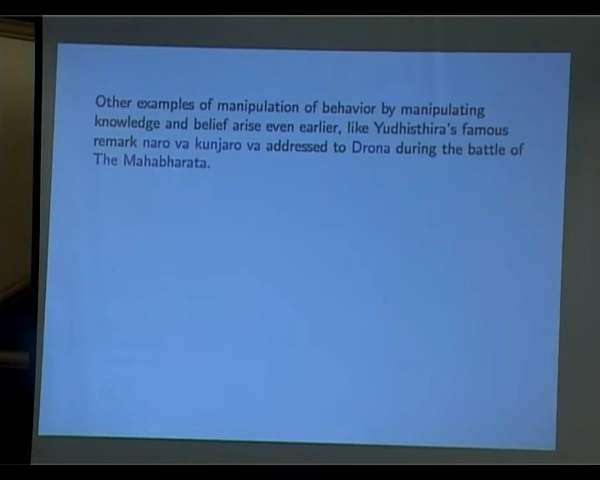 Other examples of manipulation of behavior by manipulating
knowledge and belief arise even earlier, like Yudhisthira's famous
remark naro va kunjaro va addressed to Drona during the battle of
The Mahabharata.